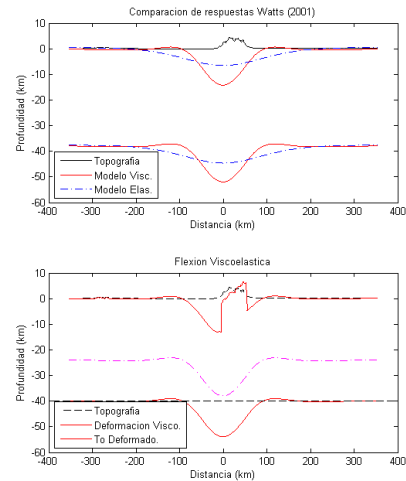 Comparacion de respuestas Watts (2001)
10
0
-10
-20
-30
-40
-50
-60
Profundidad (km)
Topografia
Modelo Visc.
Modelo Elas.
-400 -300 -200 -100 0 100 200 300 400
Distancia (km)
Flexion Viscoelastica
10
0
-10
-20
-30
-40
-50
-60
Profundidad (km)
Topografia
Deformacion Visco.
To Deformado.
-400 -300 -200 -100 0 100 200 300 400
Distancia (km)